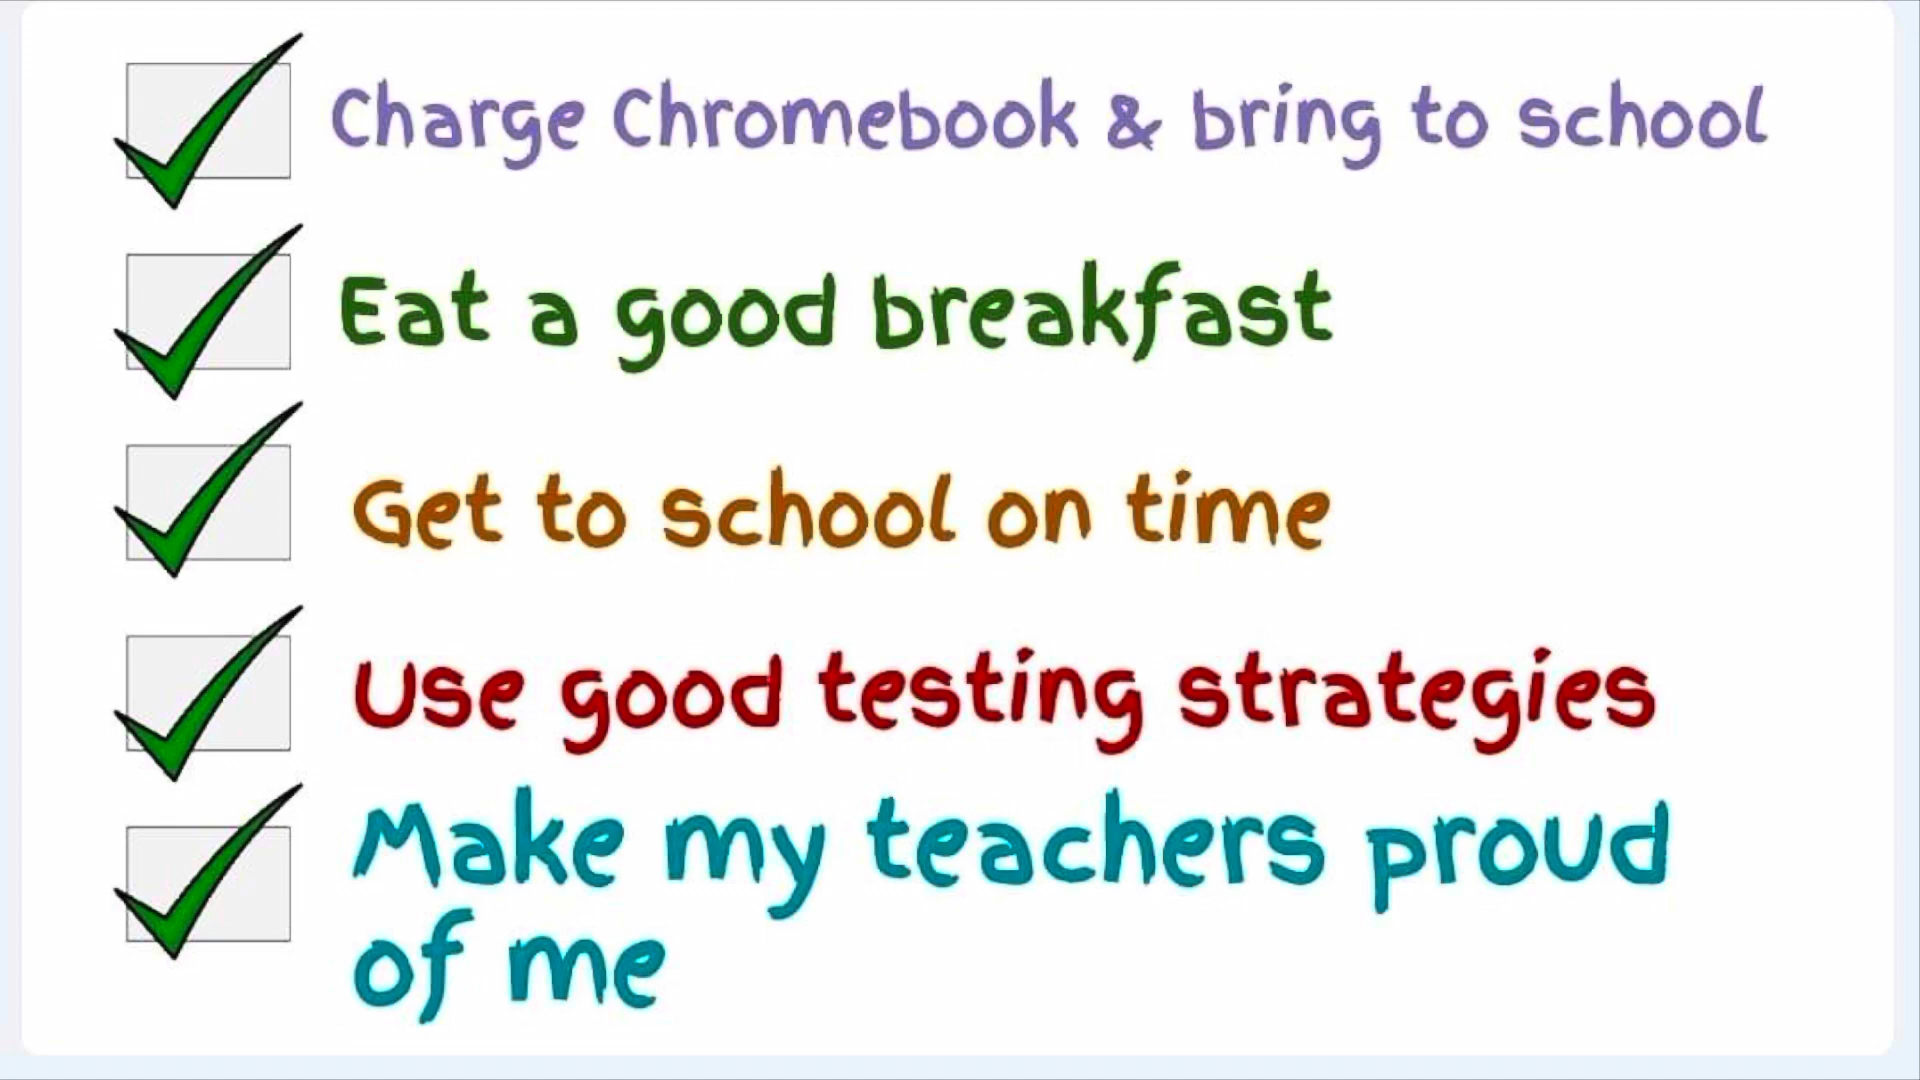 Charge Chromebook & bring to school
Eat a good breakfast
Get to school on time
Use good testing strategies
Make my teachers proud
of me